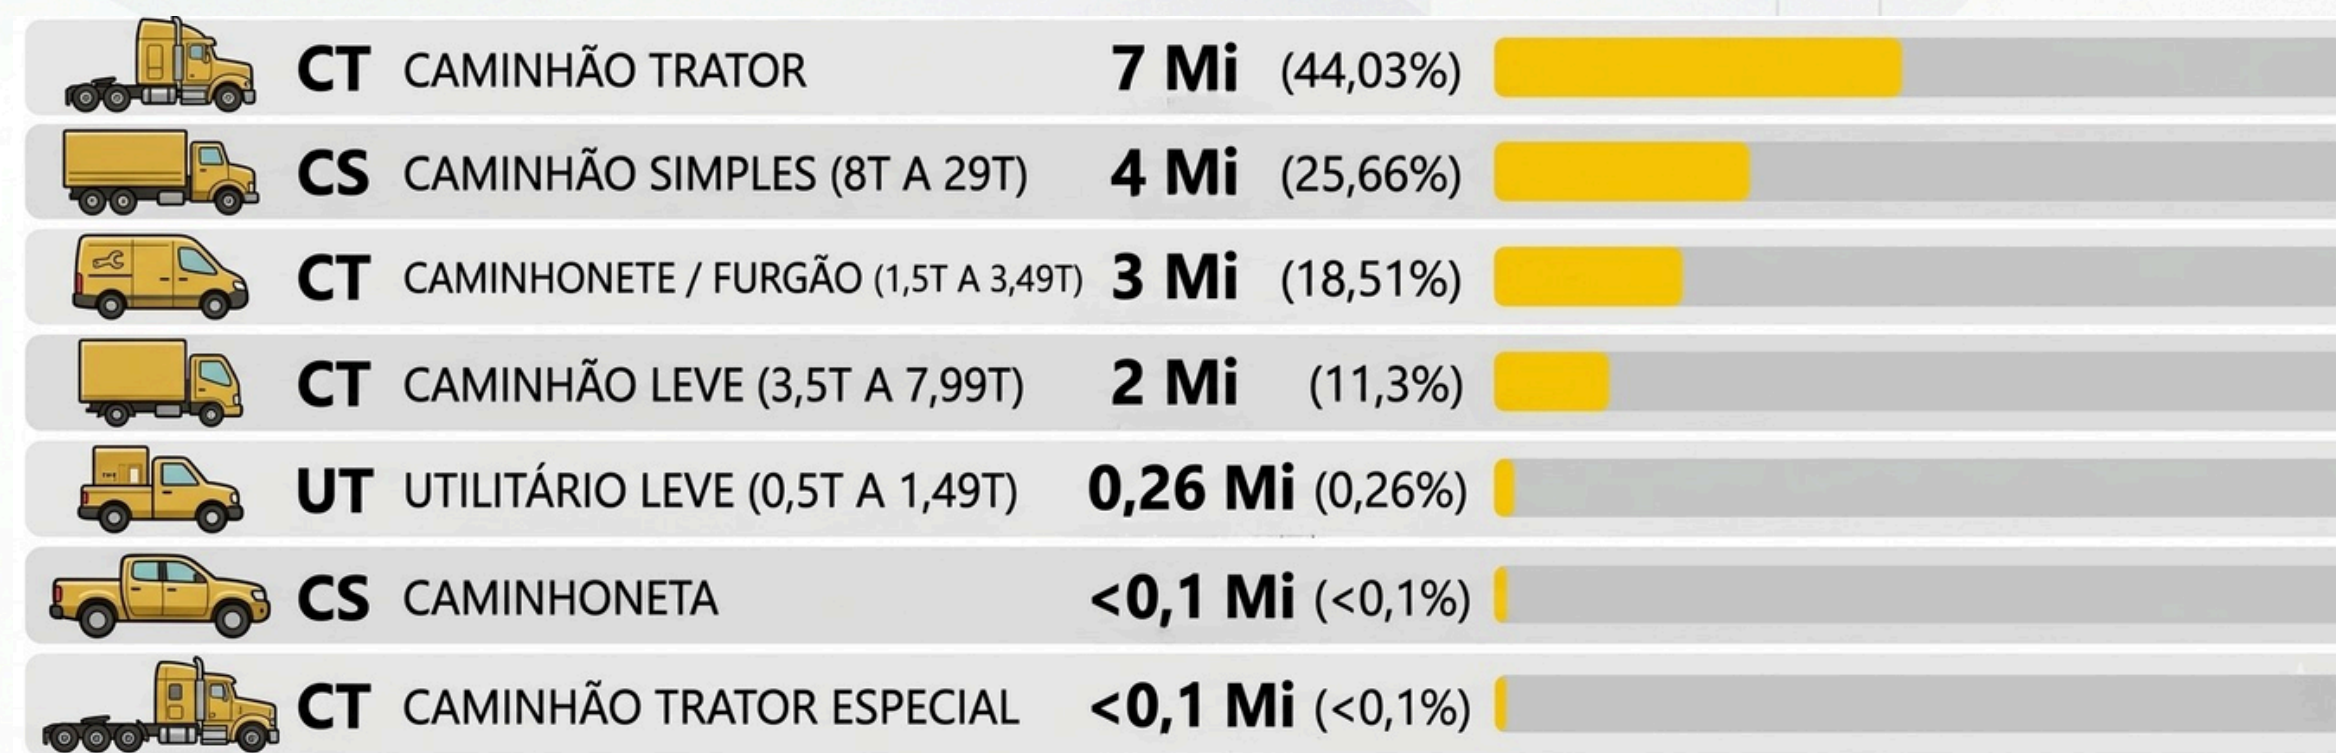 CT CAMINHÃO TRATOR 7 Mi (44,03%)
CS CAMINHÃO SIMPLES (8T A 29T) 4 Mi (25,66%)
CT CAMINHONETE / FURGÃO (1,5T A 3,49T) 3 Mi (18,51%)
CT CAMINHÃO LEVE (3,5T A 7,99T) 2 Mi (11,3%)
UT UTILITÁRIO LEVE (0,5T A 1,49T) 0,26 Mi (0,26%)
CS CAMINHONETA <0,1 Mi (<0,1%)
CT CAMINHÃO TRATOR ESPECIAL <0,1 Mi (<0,1%)